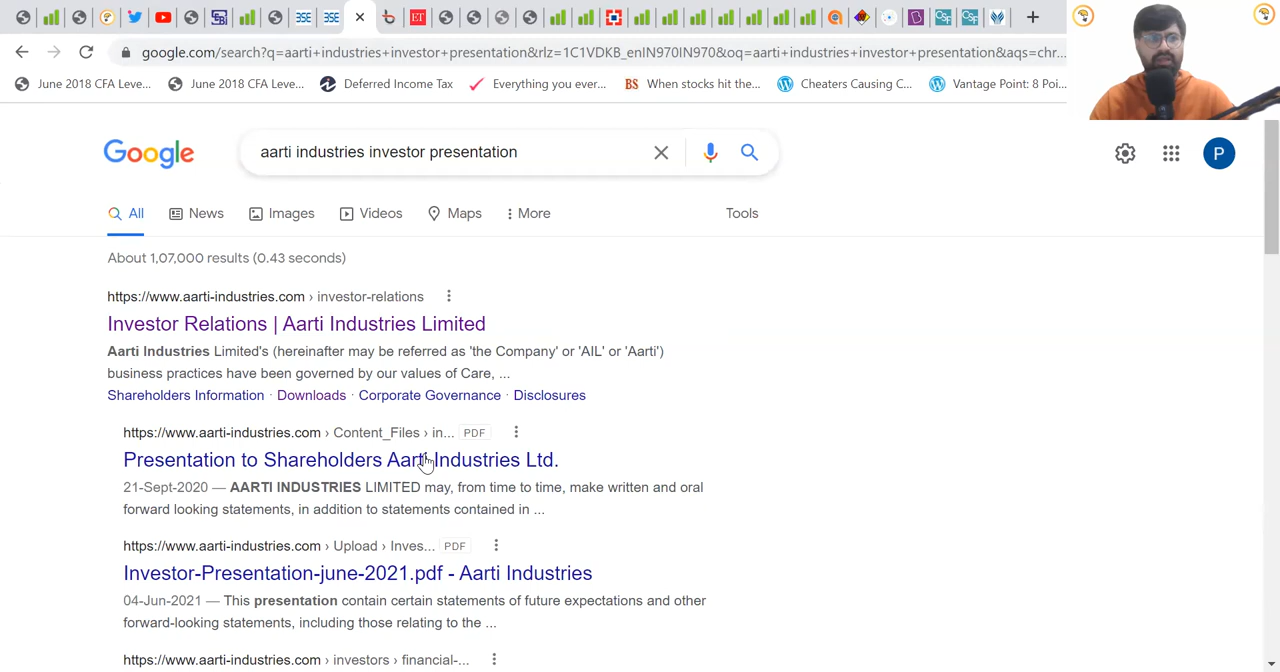 ET
google.com/search?q=aarti+industries+investor+presentation&rlz=1C1VDKB_enIN970IN970&oq=aarti+industries+investor+presentation&aqs=chr...
June 2018 CFA Leve...
June 2018 CFA Leve...
Deferred Income Tax
Everything you ever...
BS When stocks hit the...
Cheaters Causing C...
Vantage Point: 8 Poi...
Google
aarti industries investor presentation
P
All
News
Images
Videos
Maps
More
Tools
About 1,07,000 results (0.43 seconds)
https://www.aarti-industries.com › investor-relations
Investor Relations | Aarti Industries Limited
Aarti Industries Limited's (hereinafter may be referred as 'the Company' or 'AIL' or 'Aarti')
business practices have been governed by our values of Care, ...
Shareholders Information · Downloads · Corporate Governance · Disclosures
https://www.aarti-industries.com › Content_Files › in... PDF
Presentation to Shareholders Aarti Industries Ltd.
21-Sept-2020 — AARTI INDUSTRIES LIMITED may, from time to time, make written and oral
forward looking statements, in addition to statements contained in ...
https://www.aarti-industries.com › Upload › Inves... PDF
Investor-Presentation-june-2021.pdf - Aarti Industries
04-Jun-2021 — This presentation contain certain statements of future expectations and other
forward-looking statements, including those relating to the ...
https://www.aarti-industries.com › investors › financial-...